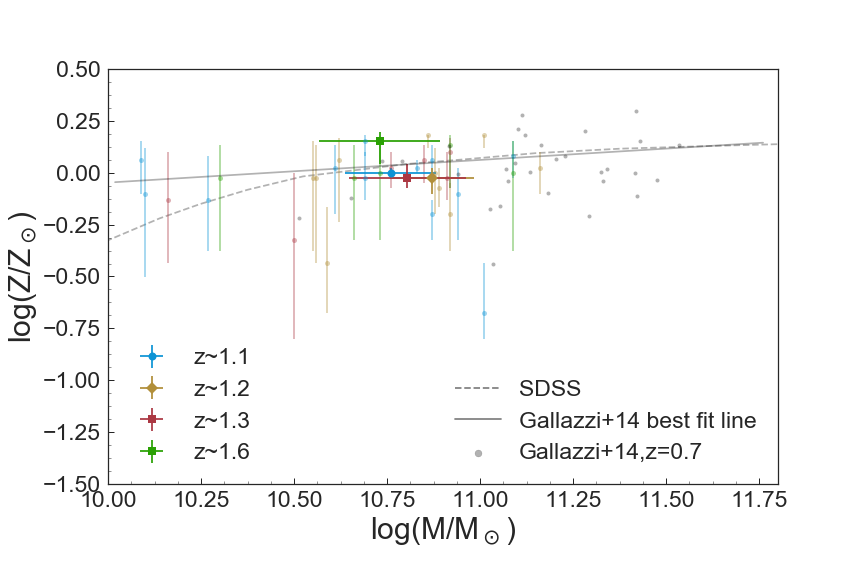 0.50
0.25
0.00
−0.25
−0.50
−0.75
−1.00
−1.25
−1.50
log(Z/Z⊙)
z~1.1
z~1.2
z~1.3
z~1.6
SDSS
Gallazzi+14 best fit line
Gallazzi+14,z=0.7
10.00 10.25 10.50 10.75 11.00 11.25 11.50 11.75
log(M/M⊙)